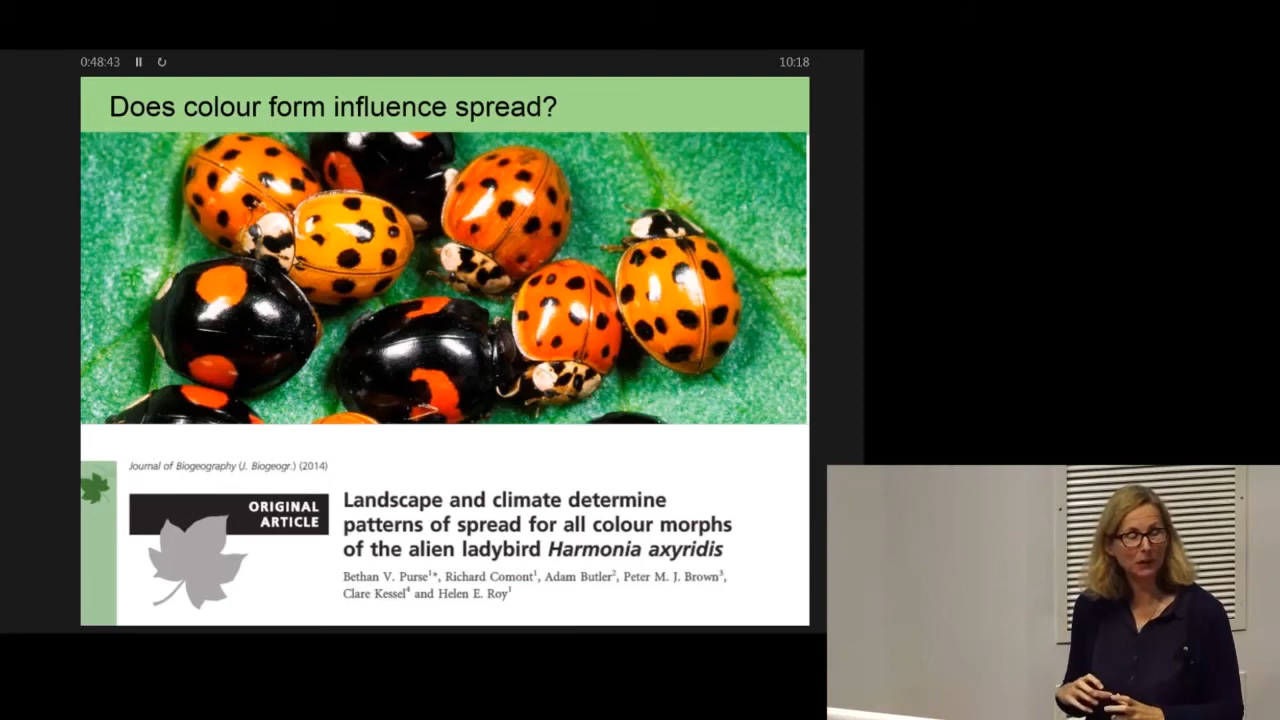 0:48:43
10:18
Does colour form influence spread?
Journal of Biogeography (J. Biogeogr.) (2014)
ORIGINAL
ARTICLE
Landscape and climate determine
patterns of spread for all colour morphs
of the alien ladybird Harmonia axyridis
Bethan V. Purse¹*, Richard Comont¹, Adam Butler², Peter M. J. Brown³,
Clare Kessel⁴ and Helen E. Roy¹